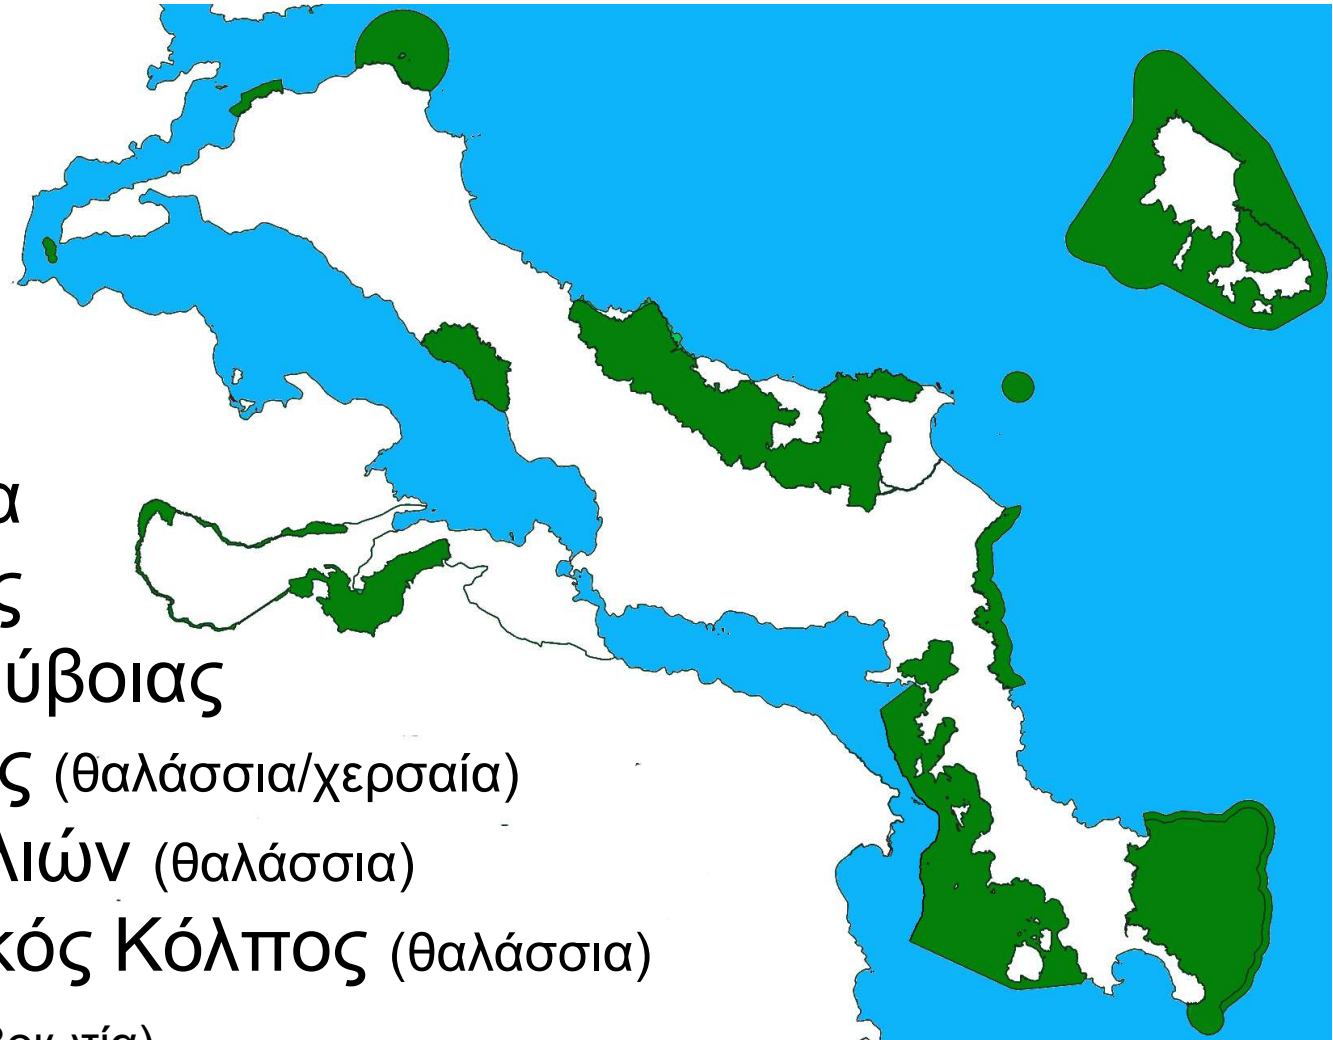 α
ς
ύβοιας
ς (θαλάσσια/χερσαία)
λιών (θαλάσσια)
κός Κόλπος (θαλάσσια)